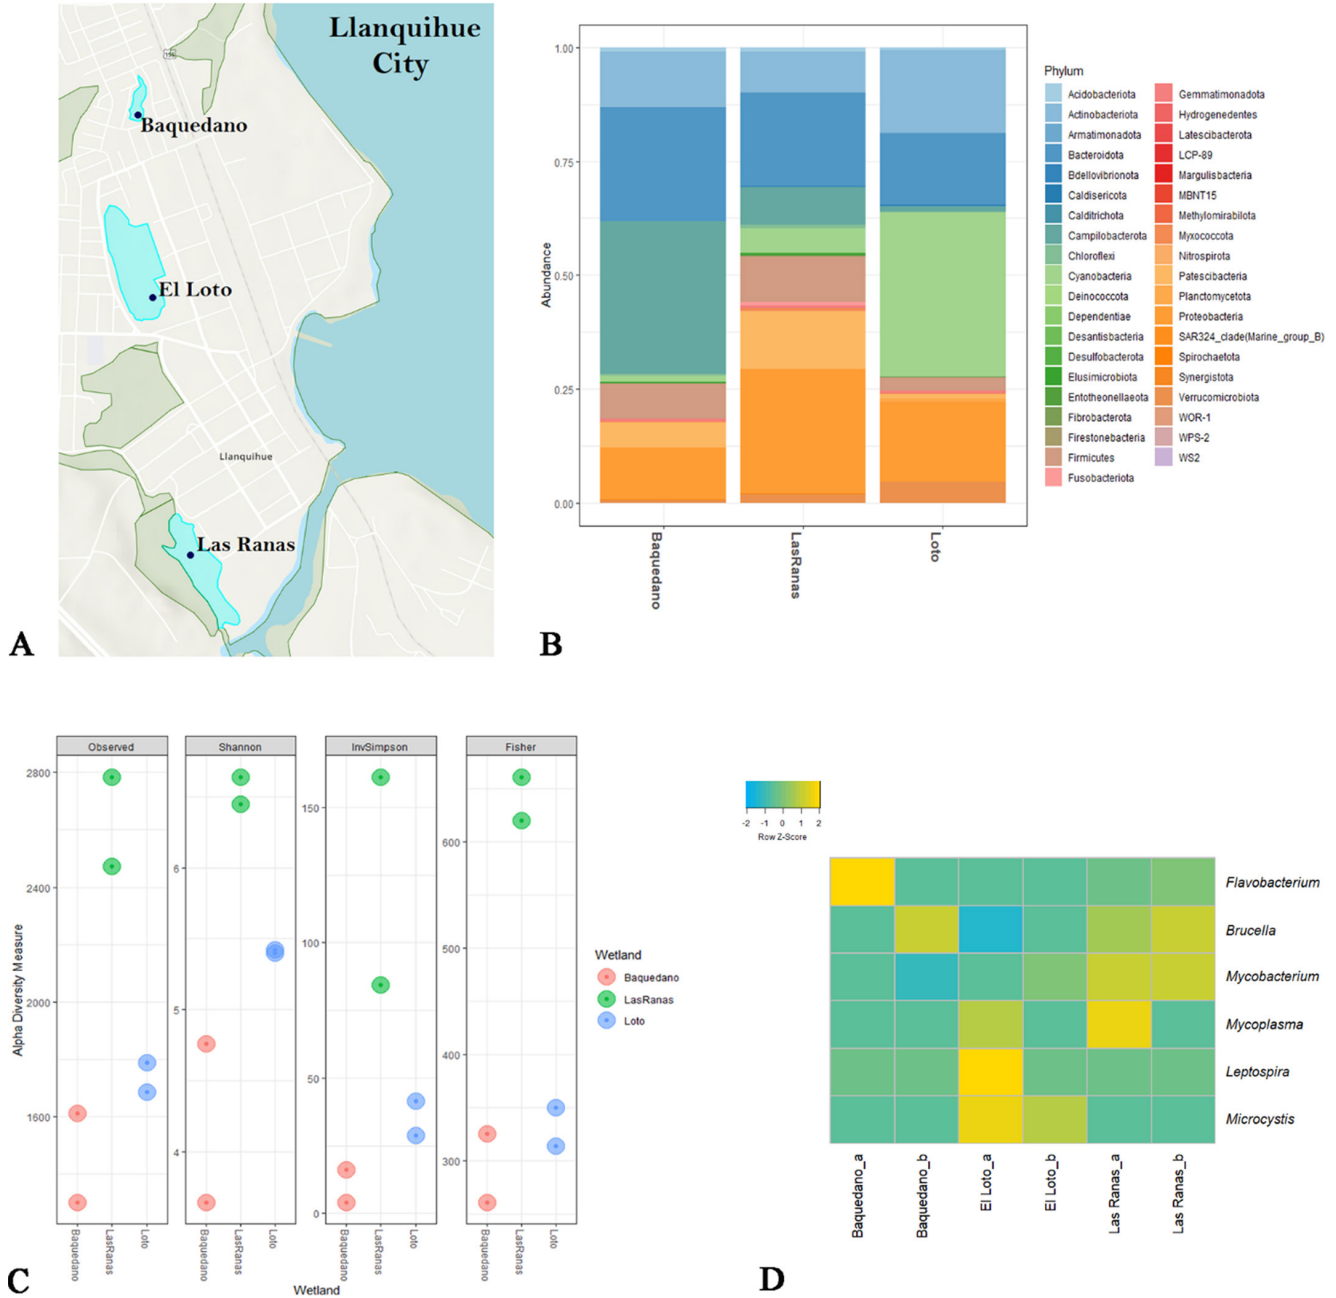 Llanquihue
City
Baquedano
El Loto
Llanquihue
Las Ranas
A
1.00
0.75
0.50
0.25
0.00
Abundance
Baquedano
LasRanas
Loto
Phylum
Acidobacteriota
Actinobacteriota
Armatimonadota
Bacteroidota
Bdellovibrionota
Caldisericota
Calditrichota
Campilobacterota
Chloroflexi
Cyanobacteria
Deinococcota
Dependentiae
Desantisbacteria
Desulfobacterota
Elusimicrobiota
Entotheonellaeota
Fibrobacterota
Firestonebacteria
Firmicutes
Fusobacteriota
Gemmatimonadota
Hydrogenedentes
Latescibacterota
LCP-89
Margulisbacteria
MBNT15
Methylomirabilota
Myxococcota
Nitrospirota
Patescibacteria
Planctomycetota
Proteobacteria
SAR324_clade(Marine_group_B)
Spirochaetota
Synergistota
Verrucomicrobiota
WOR-1
WPS-2
WS2
B
Observed
Shannon
InvSimpson
Fisher
Alpha Diversity Measure
2800
2400
2000
1600
6
5
4
150
100
50
0
600
500
400
300
Baquedano
LasRanas
Loto
Baquedano
LasRanas
Loto
Baquedano
LasRanas
Loto
Baquedano
LasRanas
Loto
Wetland
Wetland
Baquedano
LasRanas
Loto
C
-2 -1 0 1 2
Row Z-Score
Flavobacterium
Brucella
Mycobacterium
Mycoplasma
Leptospira
Microcystis
Baquedano_a
Baquedano_b
El Loto_a
El Loto_b
Las Ranas_a
Las Ranas_b
D